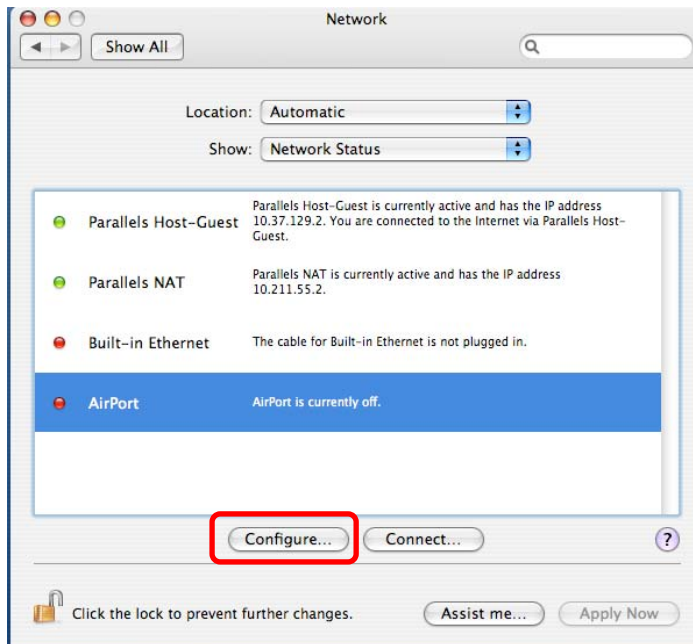 Network
Show All
Location: Automatic
Show: Network Status
Parallels Host-Guest
Parallels Host-Guest is currently active and has the IP address
10.37.129.2. You are connected to the Internet via Parallels Host-
Guest.
Parallels NAT
Parallels NAT is currently active and has the IP address
10.211.55.2.
Built-in Ethernet
The cable for Built-in Ethernet is not plugged in.
AirPort
AirPort is currently off.
Configure... Connect... ?
Click the lock to prevent further changes. Assist me... Apply Now